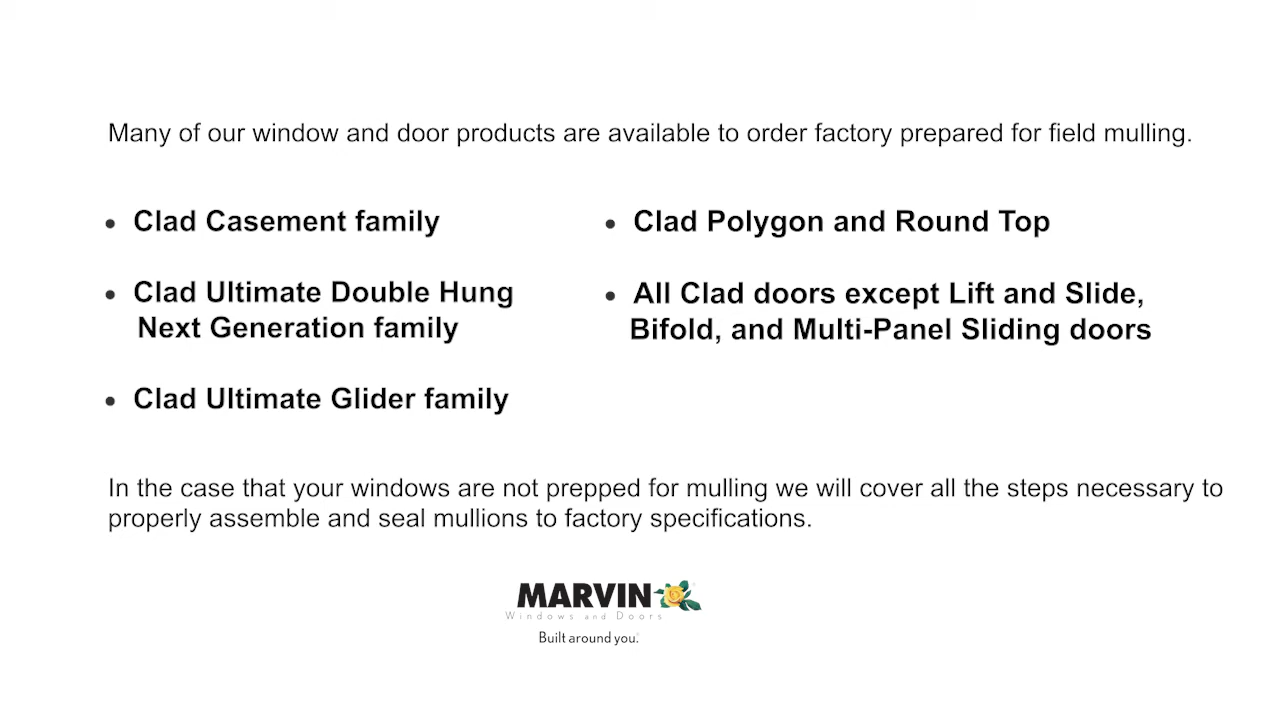 Many of our window and door products are available to order factory prepared for field mulling.
• Clad Casement family
• Clad Ultimate Double Hung
Next Generation family
• Clad Ultimate Glider family
• Clad Polygon and Round Top
• All Clad doors except Lift and Slide,
Bifold, and Multi-Panel Sliding doors
In the case that your windows are not prepped for mulling we will cover all the steps necessary to
properly assemble and seal mullions to factory specifications.
MARVIN
Windows and Doors
Built around you.